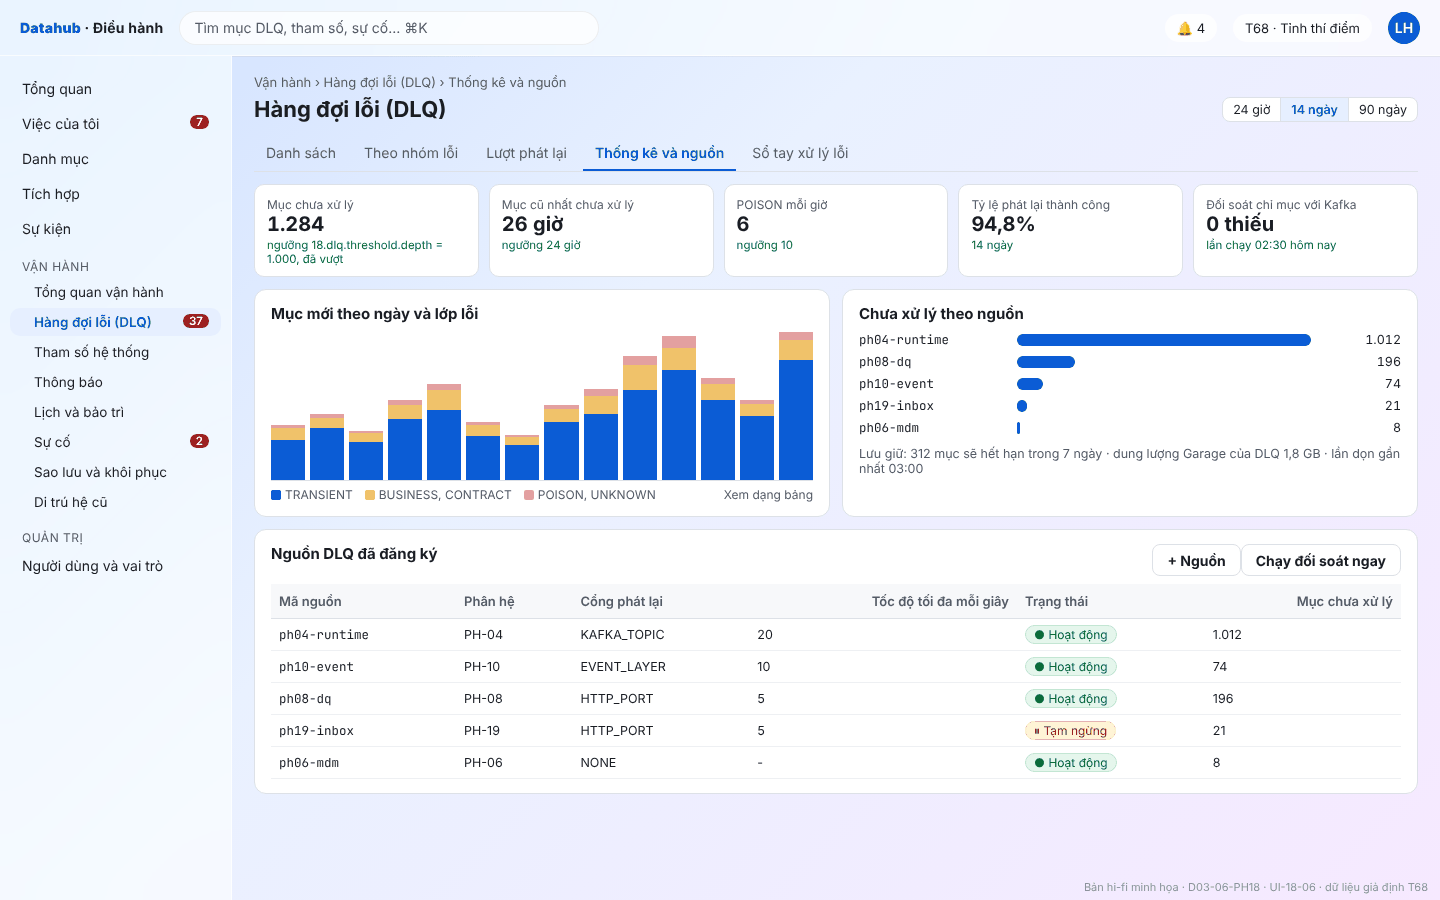 Datahub · Điều hành
Tìm mục DLQ, tham số, sự cố... ⌘K
4
T68 · Tỉnh thí điểm
LH
Tổng quan
Việc của tôi 7
Danh mục
Tích hợp
Sự kiện
VẬN HÀNH
Tổng quan vận hành
Hàng đợi lỗi (DLQ) 37
Tham số hệ thống
Thông báo
Lịch và bảo trì
Sự cố 2
Sao lưu và khôi phục
Di trú hệ cũ
QUẢN TRỊ
Người dùng và vai trò
Vận hành › Hàng đợi lỗi (DLQ) › Thống kê và nguồn
Hàng đợi lỗi (DLQ)
24 giờ 14 ngày 90 ngày
Danh sách Theo nhóm lỗi Lượt phát lại Thống kê và nguồn Sổ tay xử lý lỗi
Mục chưa xử lý
1.284
ngưỡng 18.dlq.threshold.depth =
1.000, đã vượt
Mục cũ nhất chưa xử lý
26 giờ
ngưỡng 24 giờ
POISON mỗi giờ
6
ngưỡng 10
Tỷ lệ phát lại thành công
94,8%
14 ngày
Đối soát chỉ mục với Kafka
0 thiếu
lần chạy 02:30 hôm nay
Mục mới theo ngày và lớp lỗi
TRANSIENT BUSINESS, CONTRACT POISON, UNKNOWN Xem dạng bảng
Chưa xử lý theo nguồn
ph04-runtime 1.012
ph08-dq 196
ph10-event 74
ph19-inbox 21
ph06-mdm 8
Lưu giữ: 312 mục sẽ hết hạn trong 7 ngày · dung lượng Garage của DLQ 1,8 GB · lần dọn gần
nhất 03:00
Nguồn DLQ đã đăng ký
+ Nguồn Chạy đối soát ngay
Mã nguồn Phân hệ Cổng phát lại Tốc độ tối đa mỗi giây Trạng thái Mục chưa xử lý
ph04-runtime PH-04 KAFKA_TOPIC 20 Hoạt động 1.012
ph10-event PH-10 EVENT_LAYER 10 Hoạt động 74
ph08-dq PH-08 HTTP_PORT 5 Hoạt động 196
ph19-inbox PH-19 HTTP_PORT 5 Tạm ngừng 21
ph06-mdm PH-06 NONE - Hoạt động 8
Bản hi-fi minh họa · D03-06-PH18 · UI-18-06 · dữ liệu giả định T68